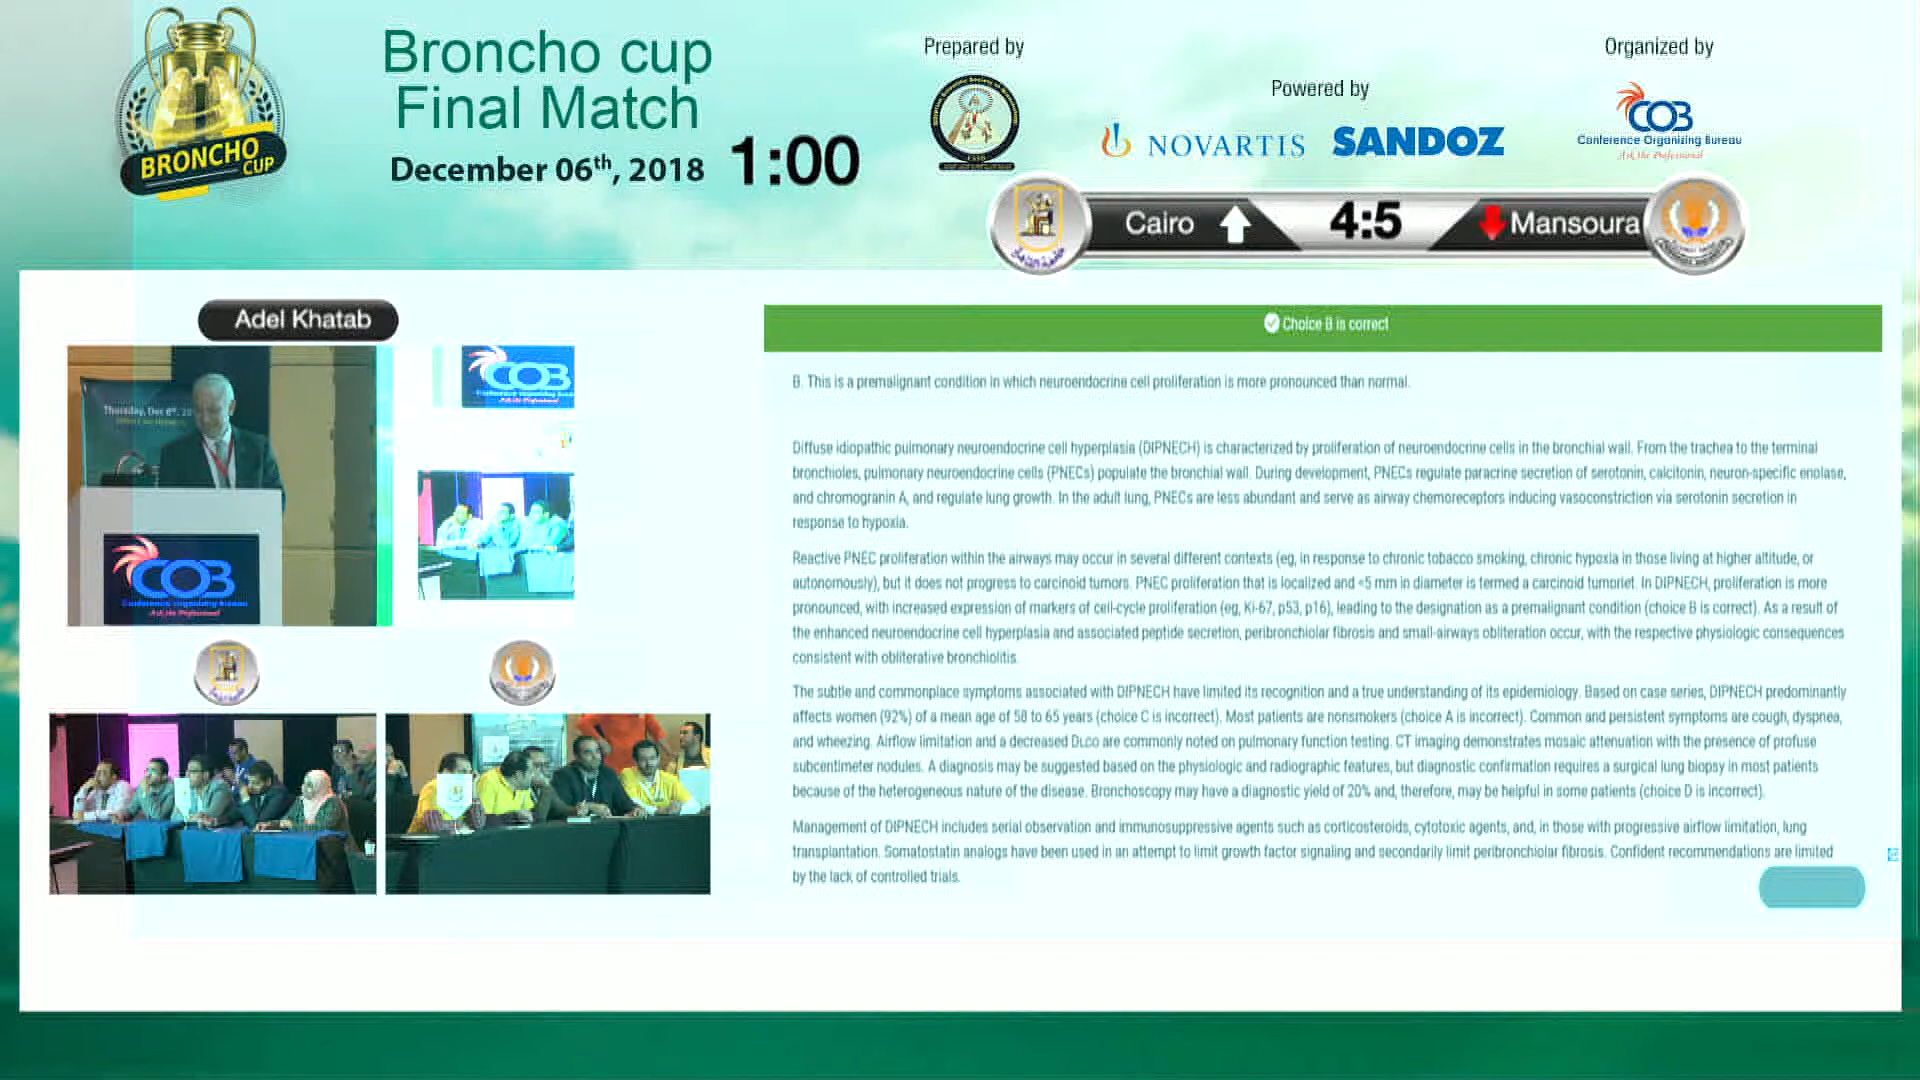 Broncho cup
Final Match
December 06th, 2018
1:00
BRONCHO
CUP
Prepared by
Powered by
NOVARTIS
SANDOZ
Organized by
COB
Conference Organizing Bureau
Ask the Professional
Cairo
4:5
Mansoura
Adel Khatab
Thursday, Dec 6th, 20
COB
Conference Organizing Bureau
Ask the Professional
COB
Ask the Professional
Choice B is correct
B. This is a premalignant condition in which neuroendocrine cell proliferation is more pronounced than normal.
Diffuse idiopathic pulmonary neuroendocrine cell hyperplasia (DIPNECH) is characterized by proliferation of neuroendocrine cells in the bronchial wall. From the trachea to the terminal
bronchioles, pulmonary neuroendocrine cells (PNECs) populate the bronchial wall. During development, PNECs regulate paracrine secretion of serotonin, calcitonin, neuron-specific enolase,
and chromogranin A, and regulate lung growth. In the adult lung, PNECs are less abundant and serve as airway chemoreceptors inducing vasoconstriction via serotonin secretion in
response to hypoxia.
Reactive PNEC proliferation within the airways may occur in several different contexts (eg, in response to chronic tobacco smoking, chronic hypoxia in those living at higher altitude, or
autonomously), but it does not progress to carcinoid tumors. PNEC proliferation that is localized and <5 mm in diameter is termed a carcinoid tumorlet. In DIPNECH, proliferation is more
pronounced, with increased expression of markers of cell-cycle proliferation (eg, Ki-67, p53, p16), leading to the designation as a premalignant condition (choice B is correct). As a result of
the enhanced neuroendocrine cell hyperplasia and associated peptide secretion, peribronchiolar fibrosis and small-airways obliteration occur, with the respective physiologic consequences
consistent with obliterative bronchiolitis.
The subtle and commonplace symptoms associated with DIPNECH have limited its recognition and a true understanding of its epidemiology. Based on case series, DIPNECH predominantly
affects women (92%) of a mean age of 58 to 65 years (choice C is incorrect). Most patients are nonsmokers (choice A is incorrect). Common and persistent symptoms are cough, dyspnea,
and wheezing. Airflow limitation and a decreased DLCO are commonly noted on pulmonary function testing. CT imaging demonstrates mosaic attenuation with the presence of profuse
subcentimeter nodules. A diagnosis may be suggested based on the physiologic and radiographic features, but diagnostic confirmation requires a surgical lung biopsy in most patients
because of the heterogeneous nature of the disease. Bronchoscopy may have a diagnostic yield of 20% and, therefore, may be helpful in some patients (choice D is incorrect).
Management of DIPNECH includes serial observation and immunosuppressive agents such as corticosteroids, cytotoxic agents, and, in those with progressive airflow limitation, lung
transplantation. Somatostatin analogs have been used in an attempt to limit growth factor signaling and secondarily limit peribronchiolar fibrosis. Confident recommendations are limited
by the lack of controlled trials.